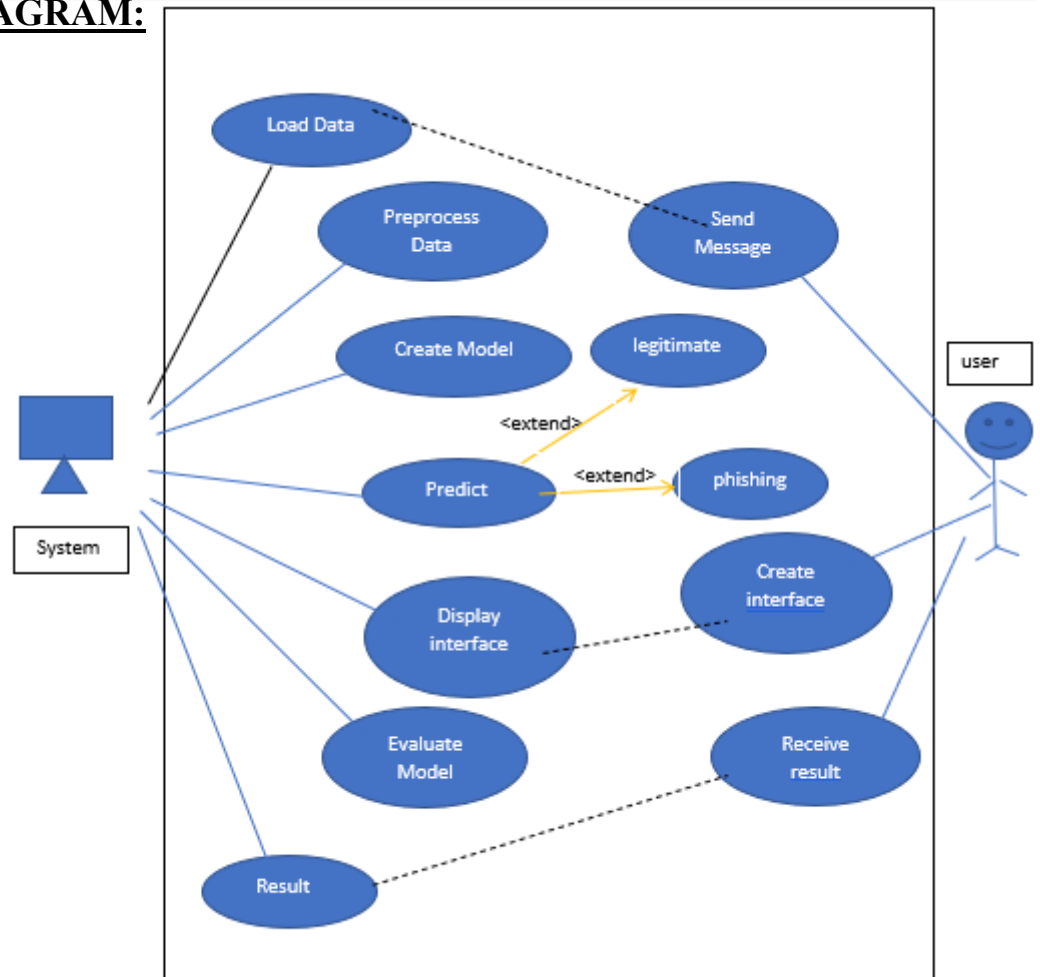 AGRAM:
Load Data
Preprocess
Data
Send
Message
Create Model
legitimate
user
<extend>
Predict
<extend>
phishing
System
Create
interface
Display
interface
Evaluate
Model
Receive
result
Result